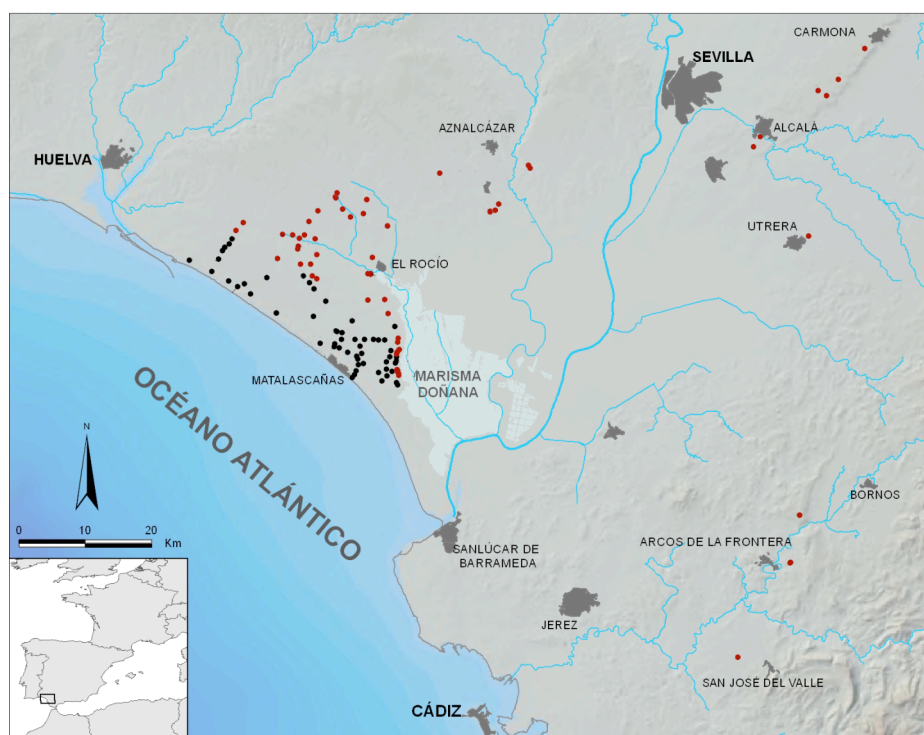 CARMONA
SEVILLA
AZNALCÁZAR
ALCALÁ
HUELVA
UTRERA
EL ROCÍO
MATALASCAÑAS
MARISMA
DOÑANA
OCÉANO ATLÁNTICO
N
BORNOS
0 10 20
Km
SANLÚCAR DE
BARRAMEDA
ARCOS DE LA FRONTERA
JEREZ
SAN JOSÉ DEL VALLE
CÁDIZ